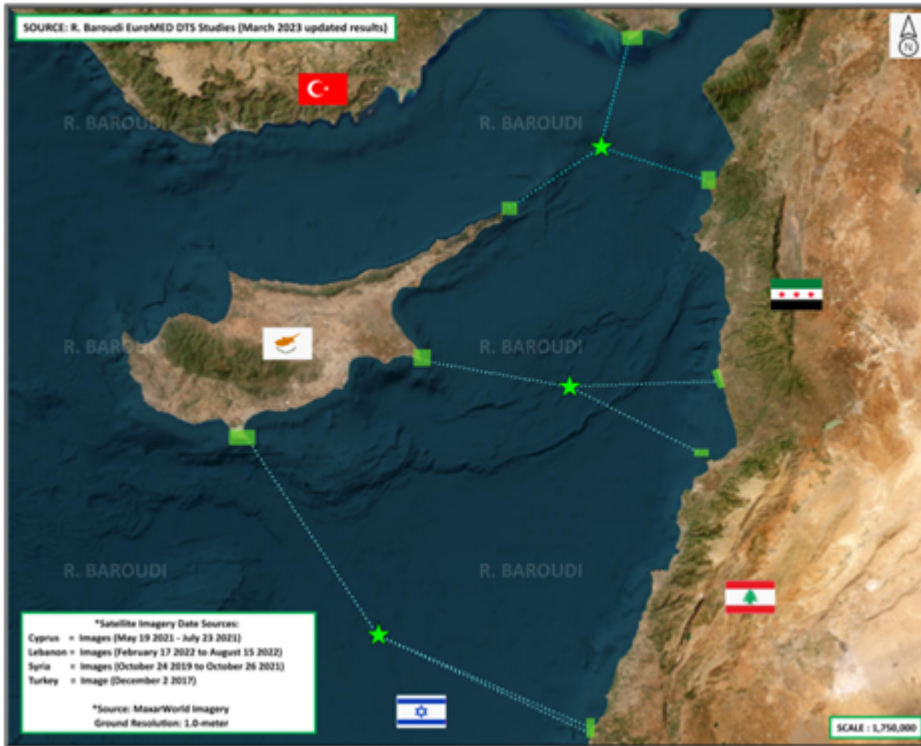 SOURCE: R. Baroudi EuroMED DTS Studies (March 2023 updated results)
N
R. BAROUDI
R. BAROUDI
R. BAROUDI
R. BAROUDI
R. BAROUDI
R. BAROUDI
R. BAROUDI
R. BAROUDI
*Satellite Imagery Date Sources:
Cyprus = Images (May 19 2021 - July 23 2021)
Lebanon = Images (February 17 2022 to August 15 2022)
Syria = Images (October 24 2019 to October 26 2021)
Turkey = Image (December 2 2017)
*Source: MaxarWorld Imagery
Ground Resolution: 1.0-meter
SCALE : 1,750,000